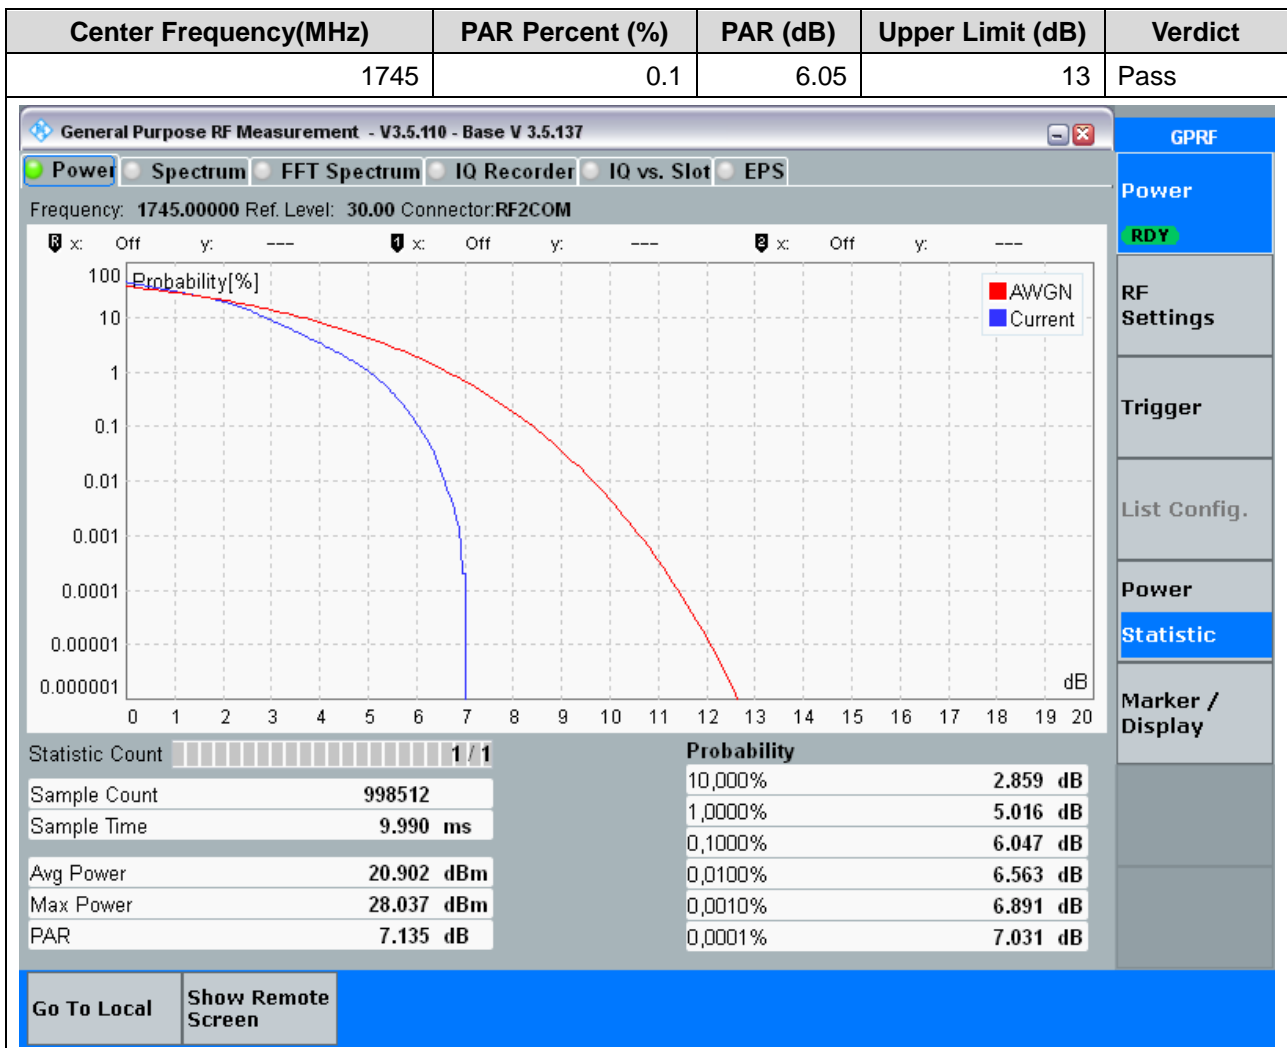 Center Frequency(MHz) PAR Percent (%) PAR (dB) Upper Limit (dB) Verdict
1745 0.1 6.05 13 Pass
General Purpose RF Measurement - V3.5.110 - Base V 3.5.137
GPRF
Power Spectrum FFT Spectrum IQ Recorder IQ vs. Slot EPS
Frequency: 1745.00000 Ref. Level: 30.00 Connector:RF2COM
R x: Off y: --- 1 x: Off y: --- 2 x: Off y: ---
Probability[%]
AWGN
Current
100
10
1
0.1
0.01
0.001
0.0001
0.00001
0.000001
dB
0 1 2 3 4 5 6 7 8 9 10 11 12 13 14 15 16 17 18 19 20
Statistic Count 1 / 1
Sample Count 998512
Sample Time 9.990 ms
Avg Power 20.902 dBm
Max Power 28.037 dBm
PAR 7.135 dB
Probability
10,000% 2.859 dB
1,0000% 5.016 dB
0,1000% 6.047 dB
0,0100% 6.563 dB
0,0010% 6.891 dB
0,0001% 7.031 dB
Power
RDY
RF
Settings
Trigger
List Config.
Power
Statistic
Marker /
Display
Go To Local
Show Remote
Screen